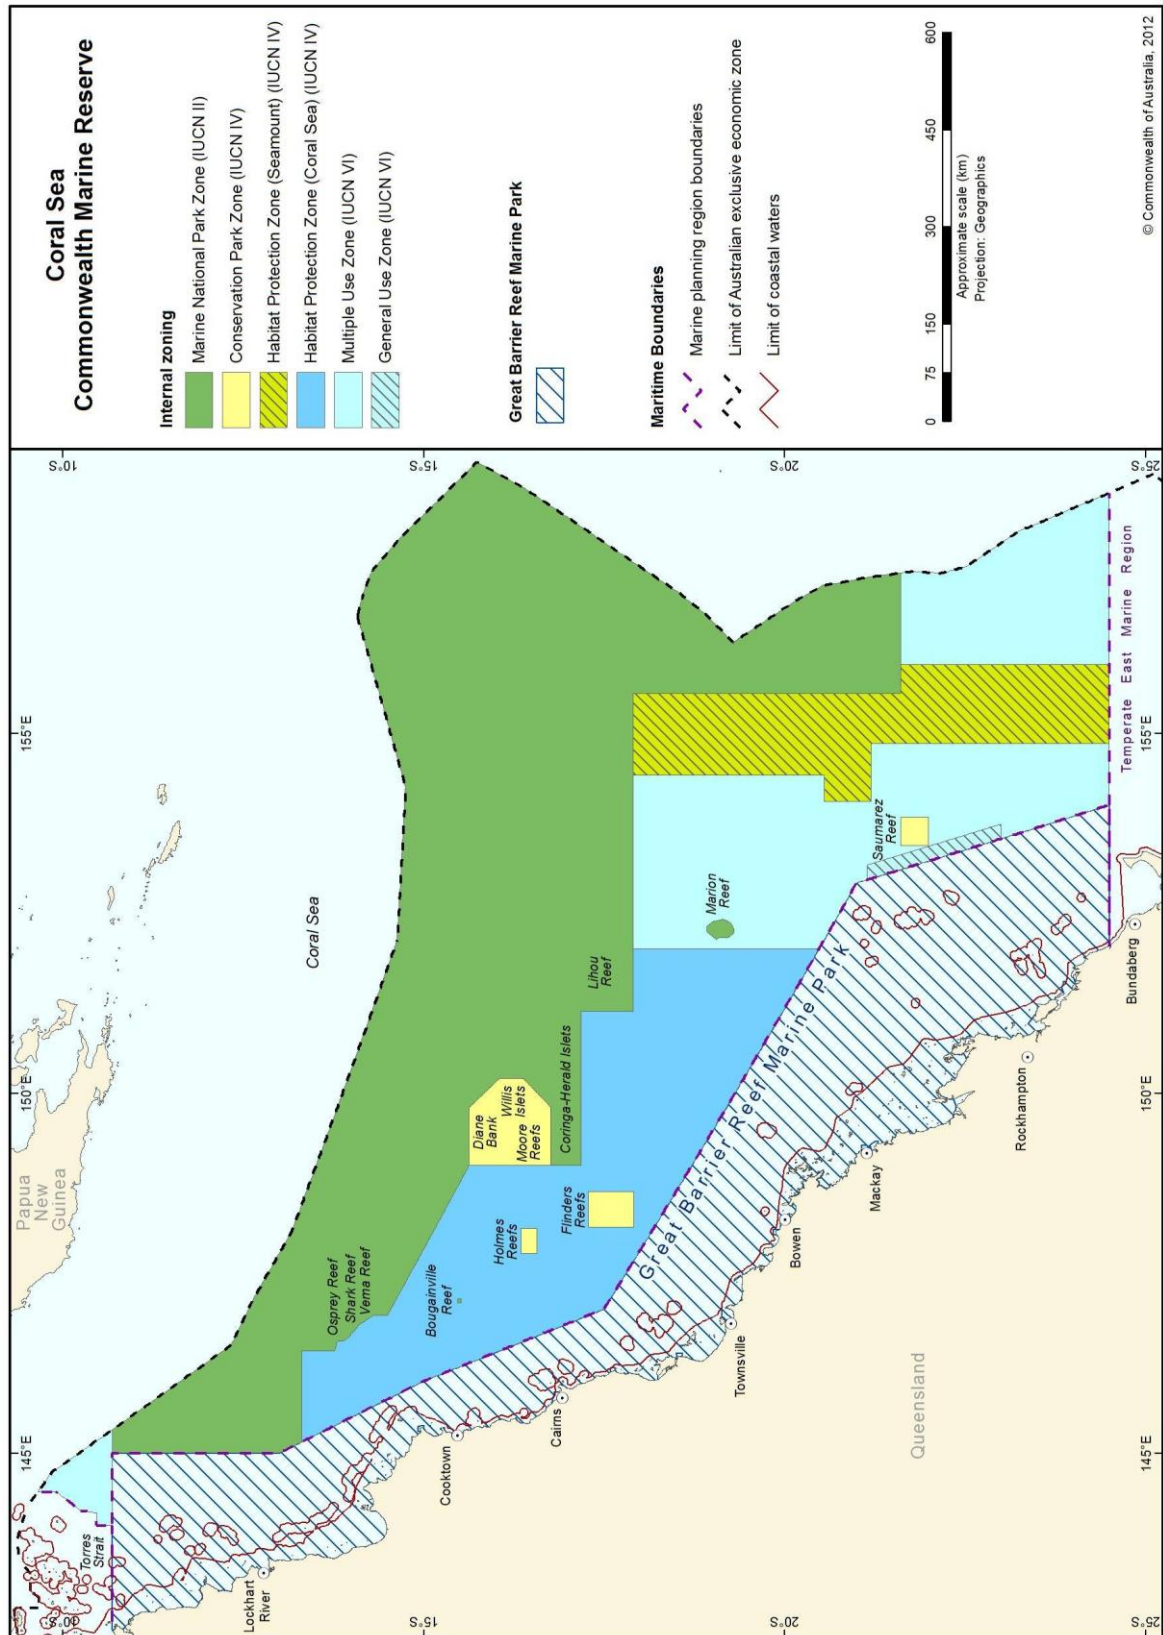 Coral Sea
Commonwealth Marine Reserve
Internal zoning
Marine National Park Zone (IUCN II)
Conservation Park Zone (IUCN IV)
Habitat Protection Zone (Seamount) (IUCN IV)
Habitat Protection Zone (Coral Sea) (IUCN IV)
Multiple Use Zone (IUCN VI)
General Use Zone (IUCN VI)
Great Barrier Reef Marine Park
Maritime Boundaries
Marine planning region boundaries
Limit of Australian exclusive economic zone
Limit of coastal waters
0 75 150 300 450 600
Approximate scale (km)
Projection: Geographics
© Commonwealth of Australia, 2012
145°E
150°E
155°E
10°S
15°S
20°S
25°S
Papua
New
Guinea
Coral Sea
Torres
Strait
Lockhart
River
Osprey Reef
Shark Reef
Vema Reef
Bougainville
Reef
Cooktown
Diane
Bank
Willis
Islets
Moore
Reefs
Holmes
Reefs
Coringa-Herald Islets
Lihou
Reef
Flinders
Reefs
Cairns
Marion
Reef
Great Barrier Reef Marine Park
Townsville
Bowen
Mackay
Saumarez
Reef
Queensland
Rockhampton
Bundaberg
Temperate East Marine Region
10°S
15°S
20°S
25°S
145°E
150°E
155°E